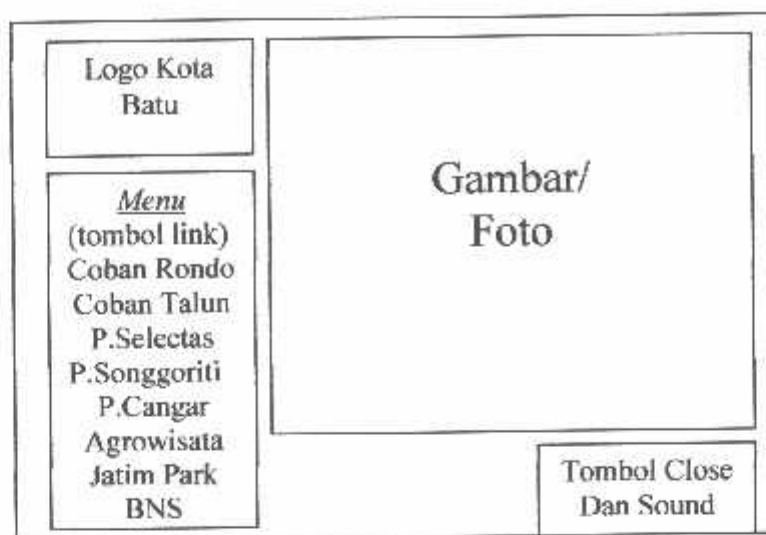 Logo Kota
Batu
Menu
(tombol link)
Coban Rondo
Coban Talun
P.Selectas
P.Songgoriti
P.Cangar
Agrowisata
Jatim Park
BNS
Gambar/
Foto
Tombol Close
Dan Sound